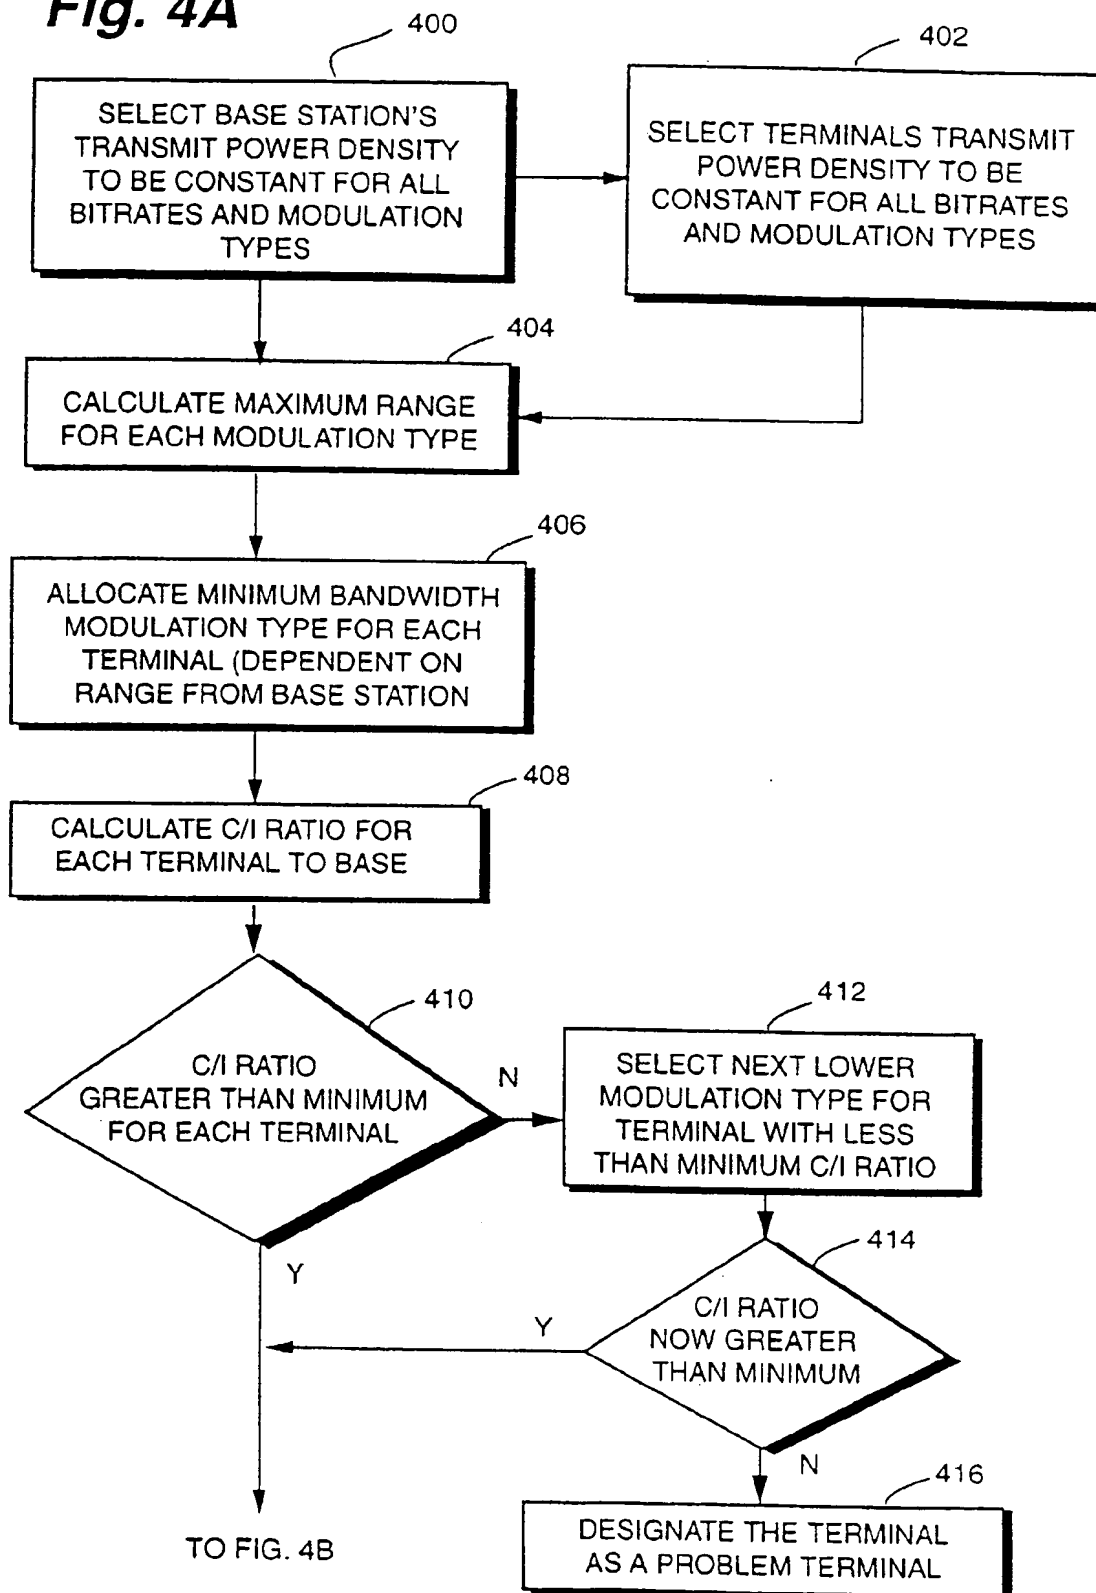 Fig. 4A
400
SELECT BASE STATION'S
TRANSMIT POWER DENSITY
TO BE CONSTANT FOR ALL
BITRATES AND MODULATION
TYPES
402
SELECT TERMINALS TRANSMIT
POWER DENSITY TO BE
CONSTANT FOR ALL BITRATES
AND MODULATION TYPES
404
CALCULATE MAXIMUM RANGE
FOR EACH MODULATION TYPE
406
ALLOCATE MINIMUM BANDWIDTH
MODULATION TYPE FOR EACH
TERMINAL (DEPENDENT ON
RANGE FROM BASE STATION
408
CALCULATE C/I RATIO FOR
EACH TERMINAL TO BASE
410
C/I RATIO
GREATER THAN MINIMUM
FOR EACH TERMINAL
N
Y
412
SELECT NEXT LOWER
MODULATION TYPE FOR
TERMINAL WITH LESS
THAN MINIMUM C/I RATIO
414
C/I RATIO
NOW GREATER
THAN MINIMUM
Y
N
416
DESIGNATE THE TERMINAL
AS A PROBLEM TERMINAL
TO FIG. 4B